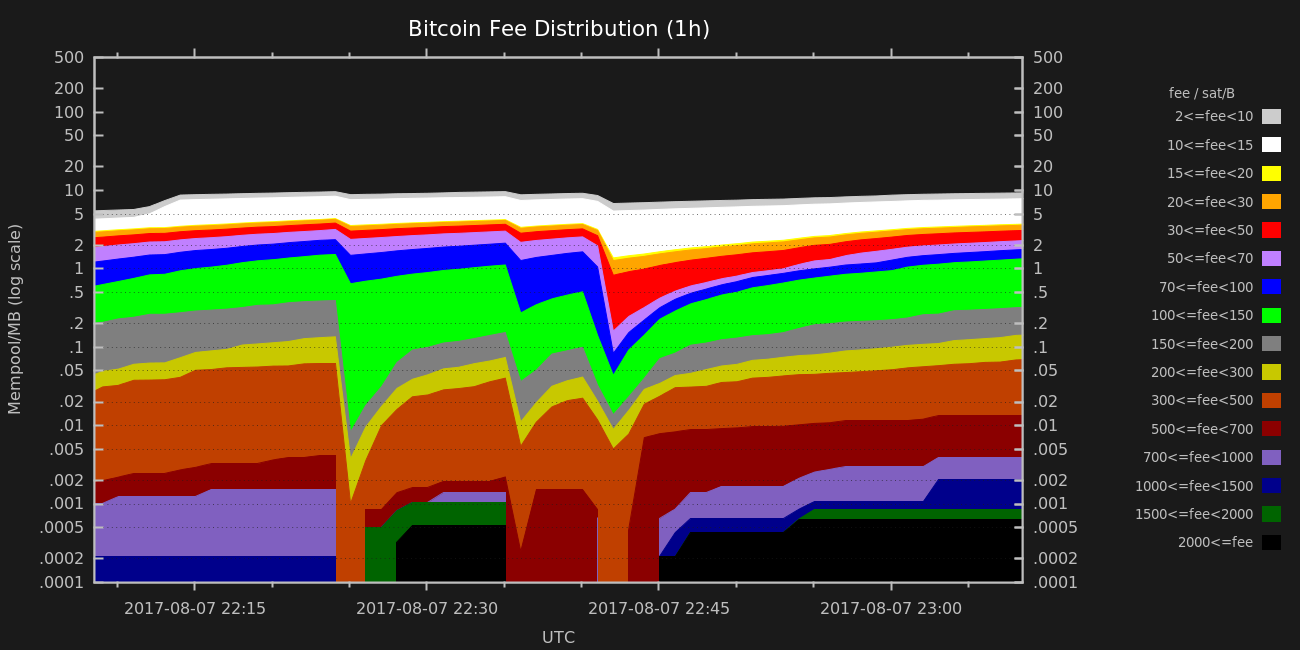 Bitcoin Fee Distribution (1h)
500 500
200 200
100 100
50 50
20 20
10 10
5 5
2 2
1 1
.5 .5
.2 .2
.1 .1
.05 .05
.02 .02
.01 .01
.005 .005
.002 .002
.001 .001
.0005 .0005
.0002 .0002
.0001 .0001
Mempool/MB (log scale)
2017-08-07 22:15 2017-08-07 22:30 2017-08-07 22:45 2017-08-07 23:00
UTC
fee / sat/B
2<=fee<10
10<=fee<15
15<=fee<20
20<=fee<30
30<=fee<50
50<=fee<70
70<=fee<100
100<=fee<150
150<=fee<200
200<=fee<300
300<=fee<500
500<=fee<700
700<=fee<1000
1000<=fee<1500
1500<=fee<2000
2000<=fee